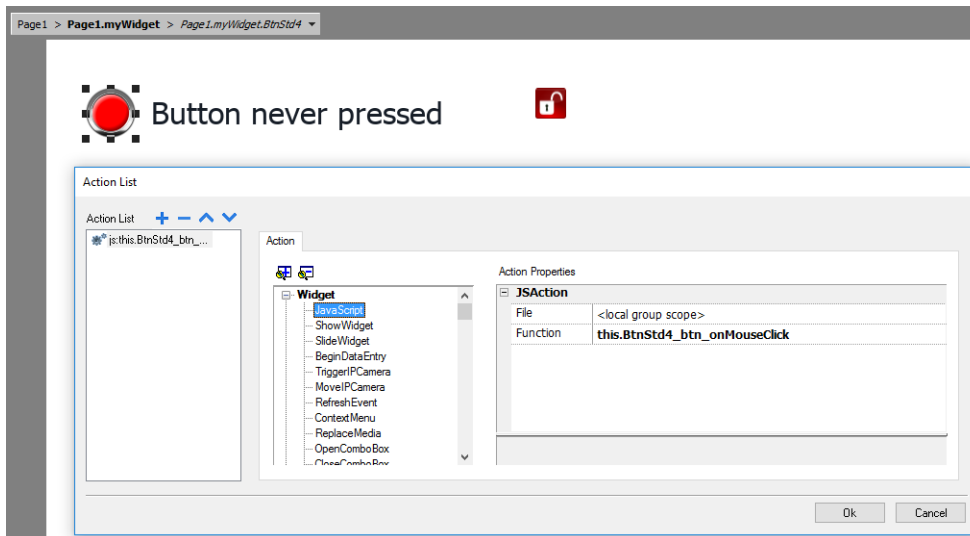 Page1 > Page1.myWidget > Page1.myWidget.BtnStd4
Button never pressed
Action List
Action List
js:this.BtnStd4_btn_...
Action
Action Properties
Widget
JavaScript
ShowWidget
SlideWidget
BeginDataEntry
TriggerIPCamera
MoveIPCamera
RefreshEvent
ContextMenu
ReplaceMedia
OpenComboBox
CloseComboBox
JSAction
File <local group scope>
Function this.BtnStd4_btn_onMouseClick
Ok Cancel